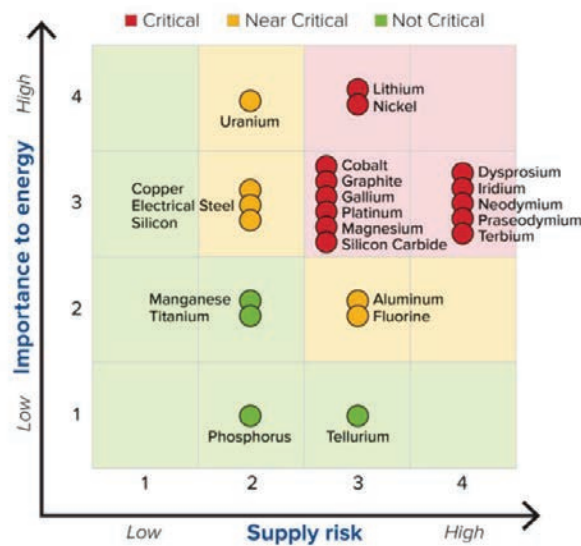 Critical Near Critical Not Critical
High
Importance to energy
Low
4
3
2
1
Uranium
Lithium
Nickel
Copper
Electrical Steel
Silicon
Cobalt
Graphite
Gallium
Platinum
Magnesium
Silicon Carbide
Dysprosium
Iridium
Neodymium
Praseodymium
Terbium
Manganese
Titanium
Aluminum
Fluorine
Phosphorus
Tellurium
1 2 3 4
Low Supply risk High